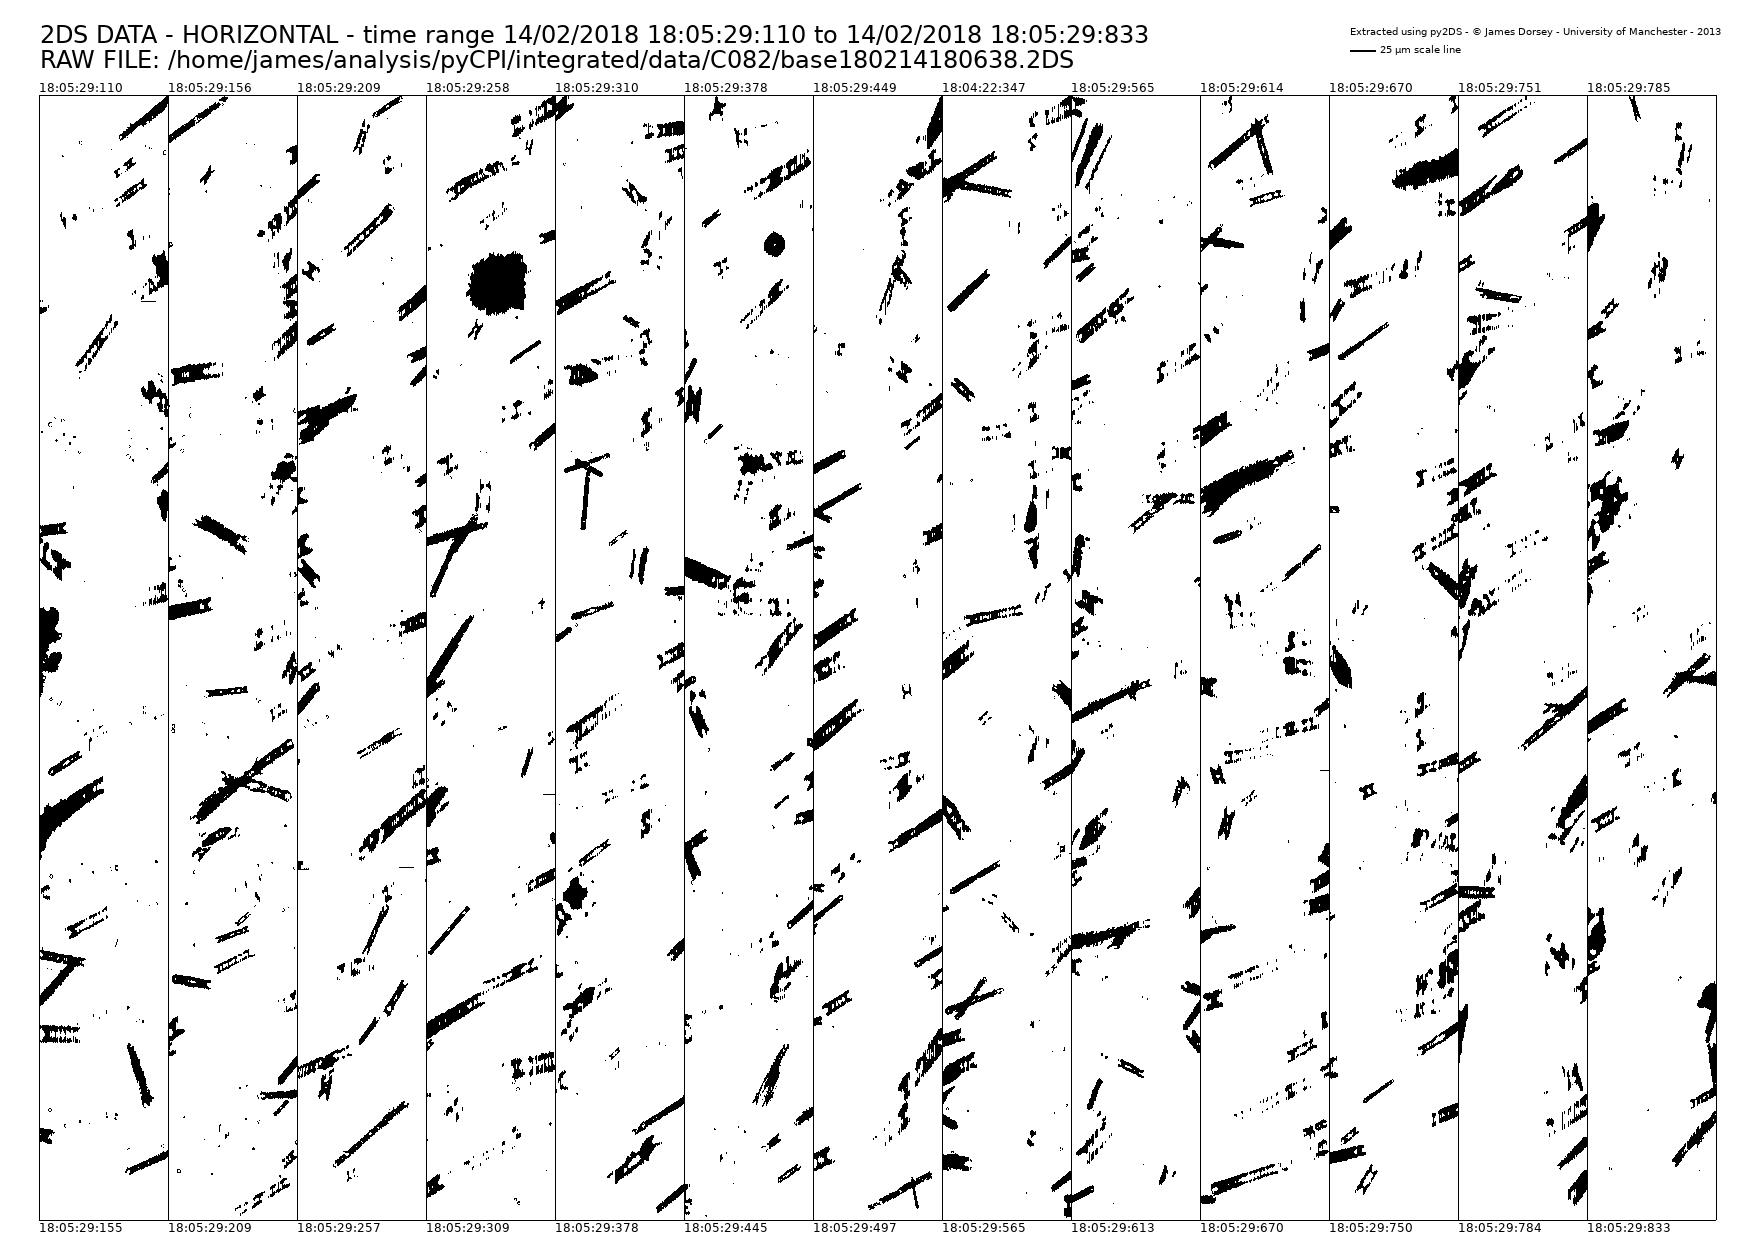 2DS DATA - HORIZONTAL - time range 14/02/2018 18:05:29:110 to 14/02/2018 18:05:29:833
RAW FILE: /home/james/analysis/pyCPI/integrated/data/C082/base180214180638.2DS
Extracted using py2DS - © James Dorsey - University of Manchester - 2013
25 µm scale line
18:05:29:110 18:05:29:156 18:05:29:209 18:05:29:258 18:05:29:310 18:05:29:378 18:05:29:449 18:04:22:347 18:05:29:565 18:05:29:614 18:05:29:670 18:05:29:751 18:05:29:785
18:05:29:155 18:05:29:209 18:05:29:257 18:05:29:309 18:05:29:378 18:05:29:445 18:05:29:497 18:05:29:565 18:05:29:613 18:05:29:670 18:05:29:750 18:05:29:784 18:05:29:833